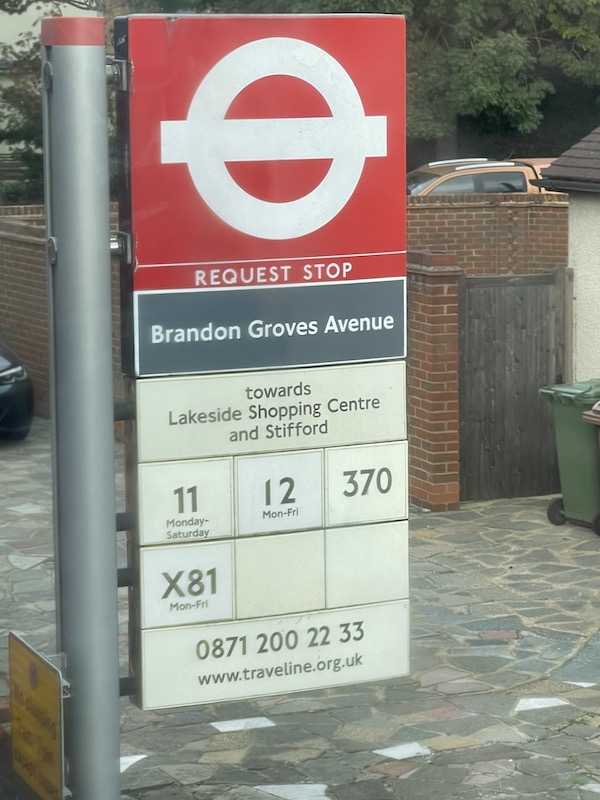 REQUEST STOP
Brandon Groves Avenue
towards
Lakeside Shopping Centre
and Stifford
11
Monday-
Saturday
12
Mon-Fri
370
X81
Mon-Fri
0871 200 22 33
www.traveline.org.uk